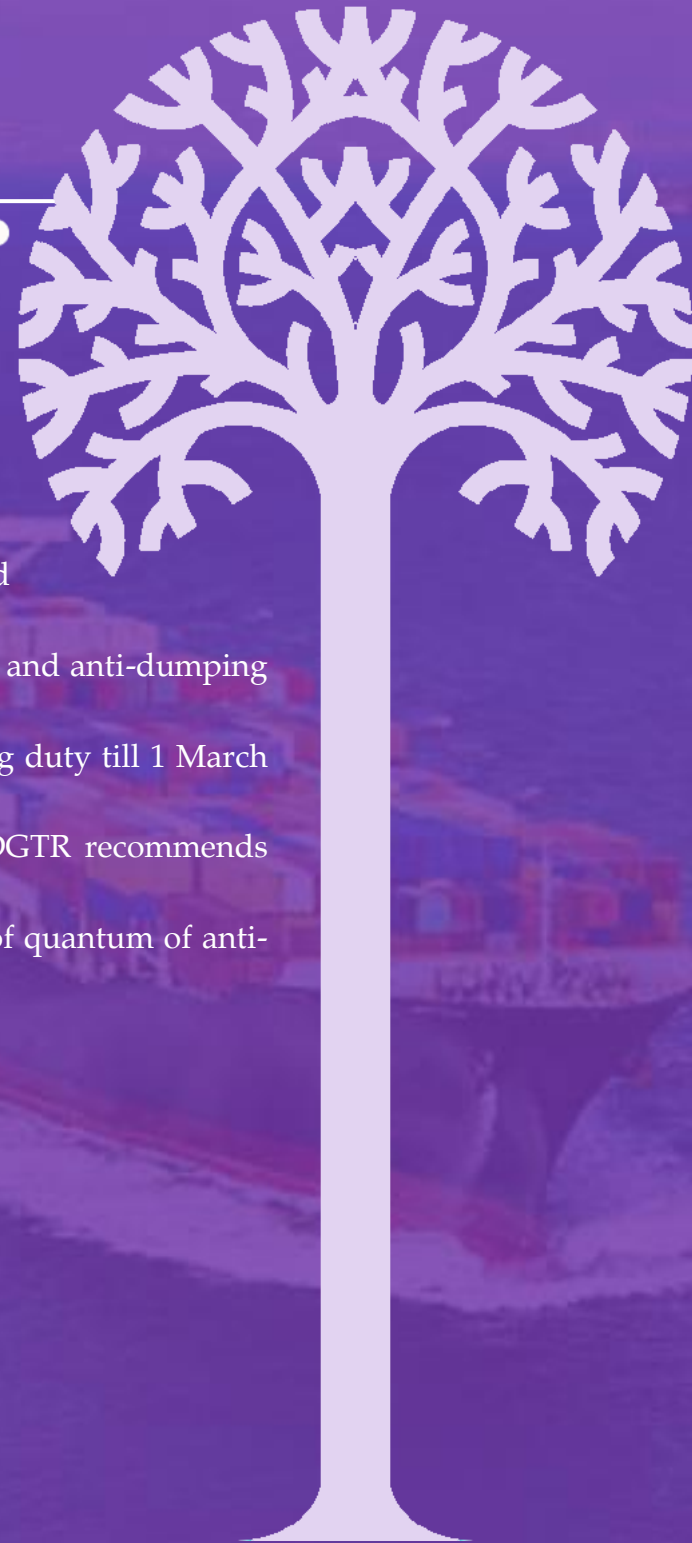 and anti-dumping
duty till 1 March
DGTR recommends
of quantum of anti-